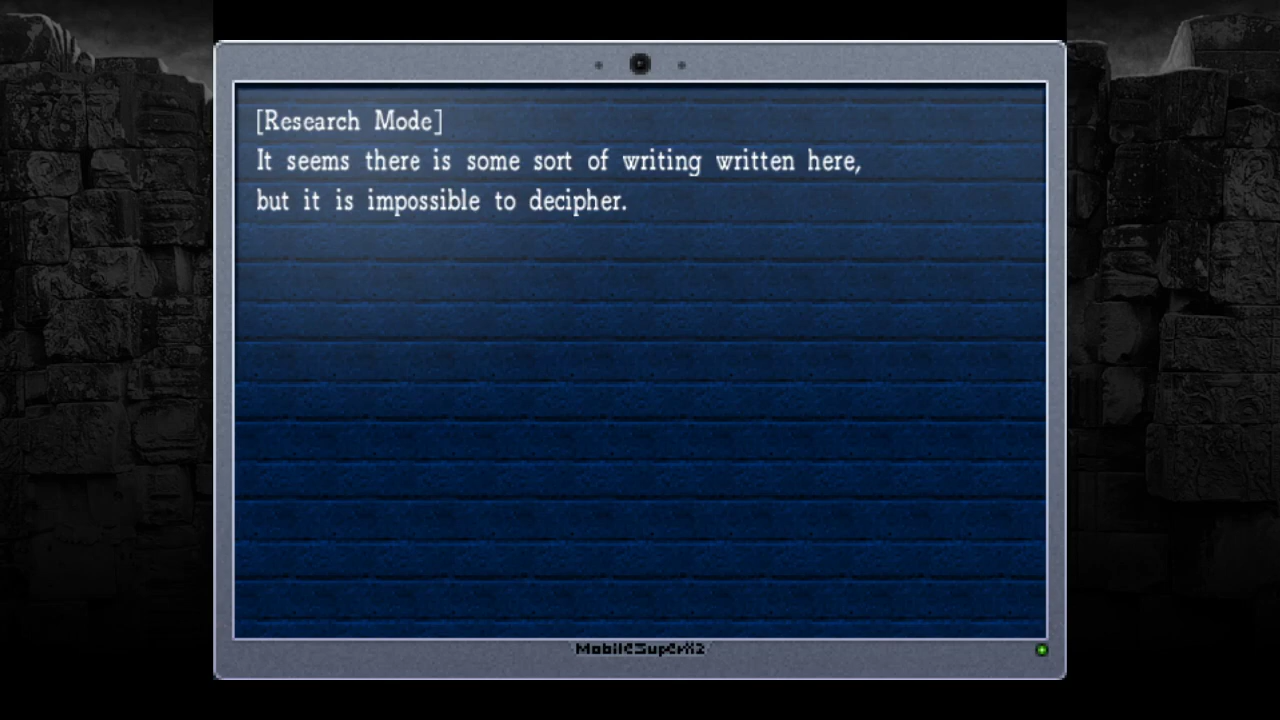 [Research Mode]
It seems there is some sort of writing written here,
but it is impossible to decipher.
MobileSuperX2